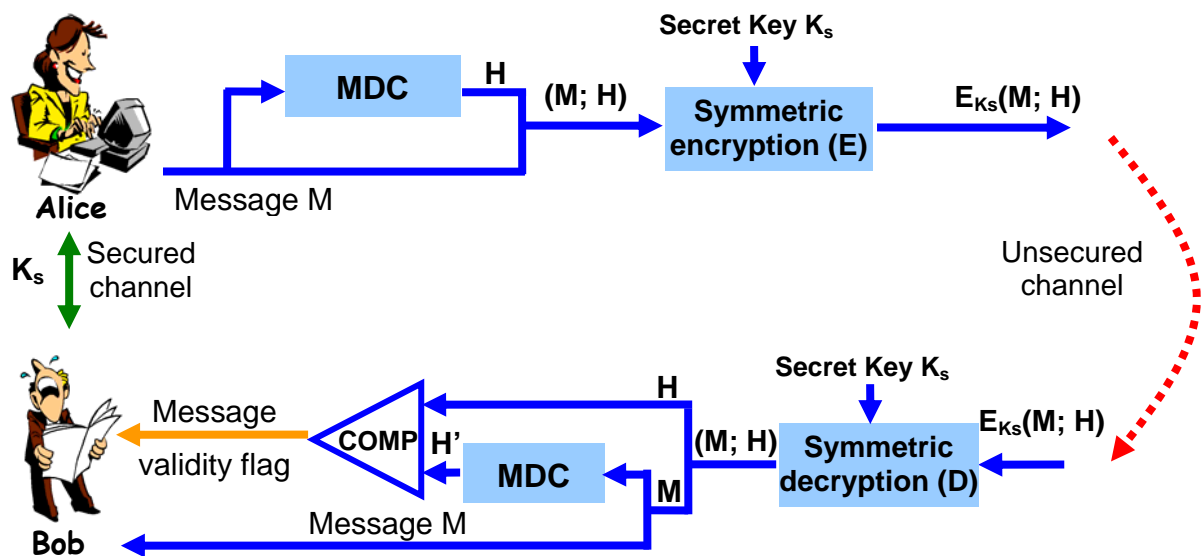 Secret Key Ks
MDC
H
(M; H)
Symmetric
encryption (E)
EKs(M; H)
Message M
Alice
Ks
Secured
channel
Unsecured
channel
Secret Key Ks
H
Message
validity flag
COMP
H’
MDC
M
(M; H)
Symmetric
decryption (D)
EKs(M; H)
Message M
Bob